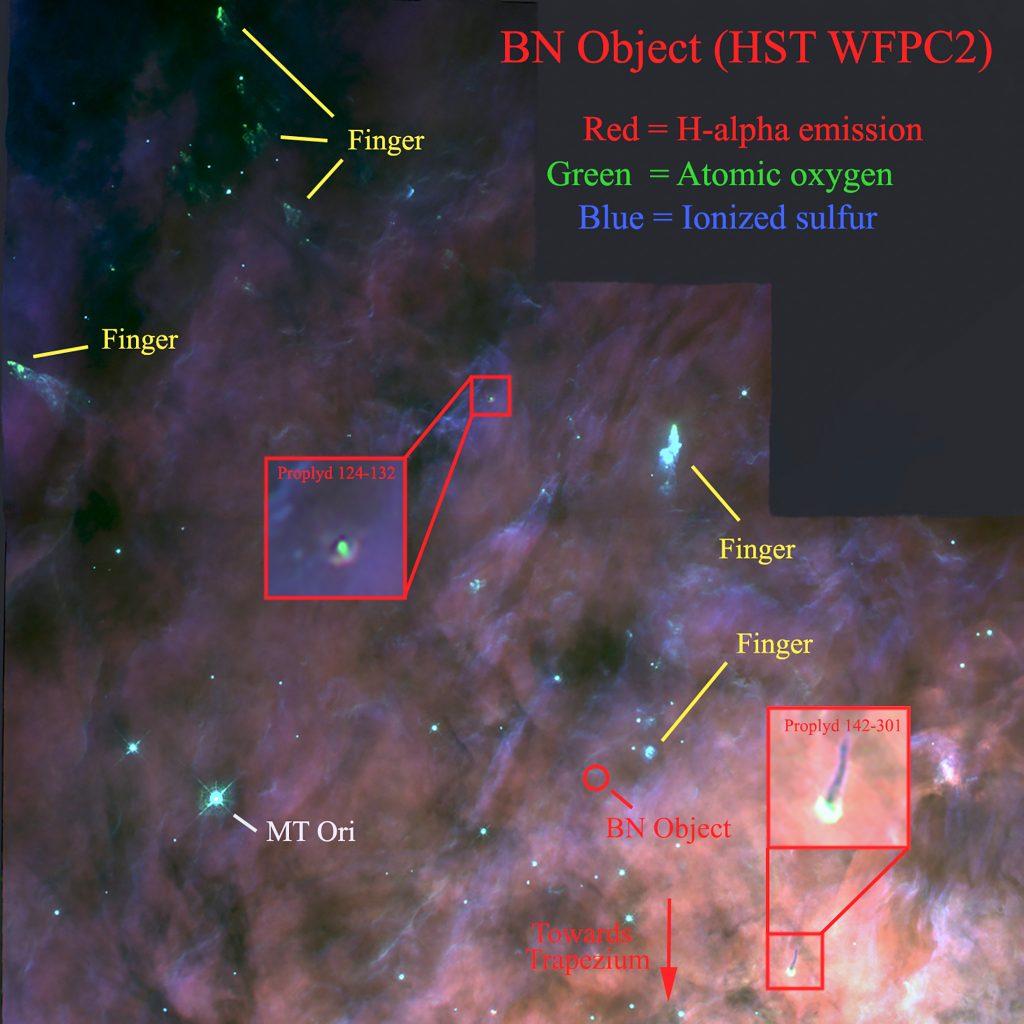 BN Object (HST WFPC2)
Red = H-alpha emission
Green = Atomic oxygen
Blue = Ionized sulfur
Finger
Finger
Proplyd 124-132
Finger
Finger
Proplyd 142-301
MT Ori
BN Object
Towards
Trapezium